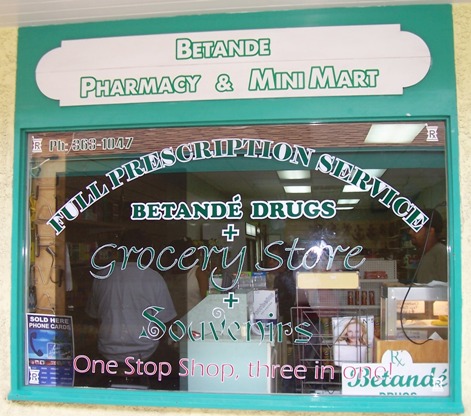 BETANDE
PHARMACY & MINI MART
Ph: 363-1047
FULL PRESCRIPTION SERVICE
BETANDÉ DRUGS
+
Grocery Store
+
Souvenirs
One Stop Shop, three in one!
SOLD HERE
PHONE CARDS
Rx
Betandé
DRUGS